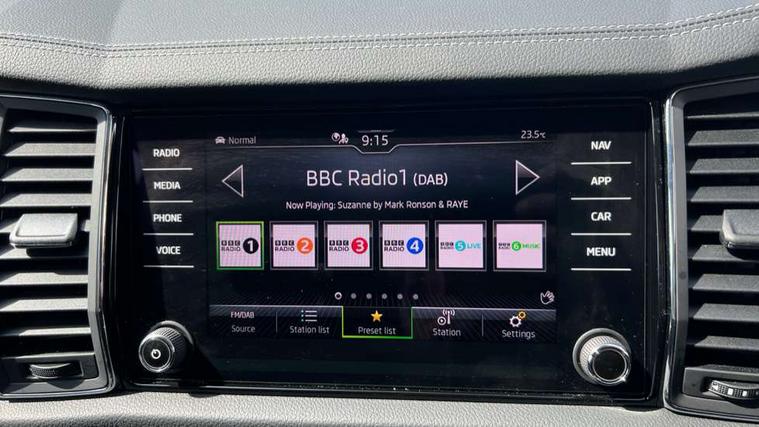 Normal
9:15
23.5°C
RADIO
MEDIA
PHONE
VOICE
NAV
APP
CAR
MENU
BBC Radio1 (DAB)
Now Playing: Suzanne by Mark Ronson & RAYE
BBC RADIO 1
BBC RADIO 2
BBC RADIO 3
BBC RADIO 4
BBC RADIO 5 LIVE
BBC RADIO 6 MUSIC
FM/DAB
Source
Station list
Preset list
Station
Settings